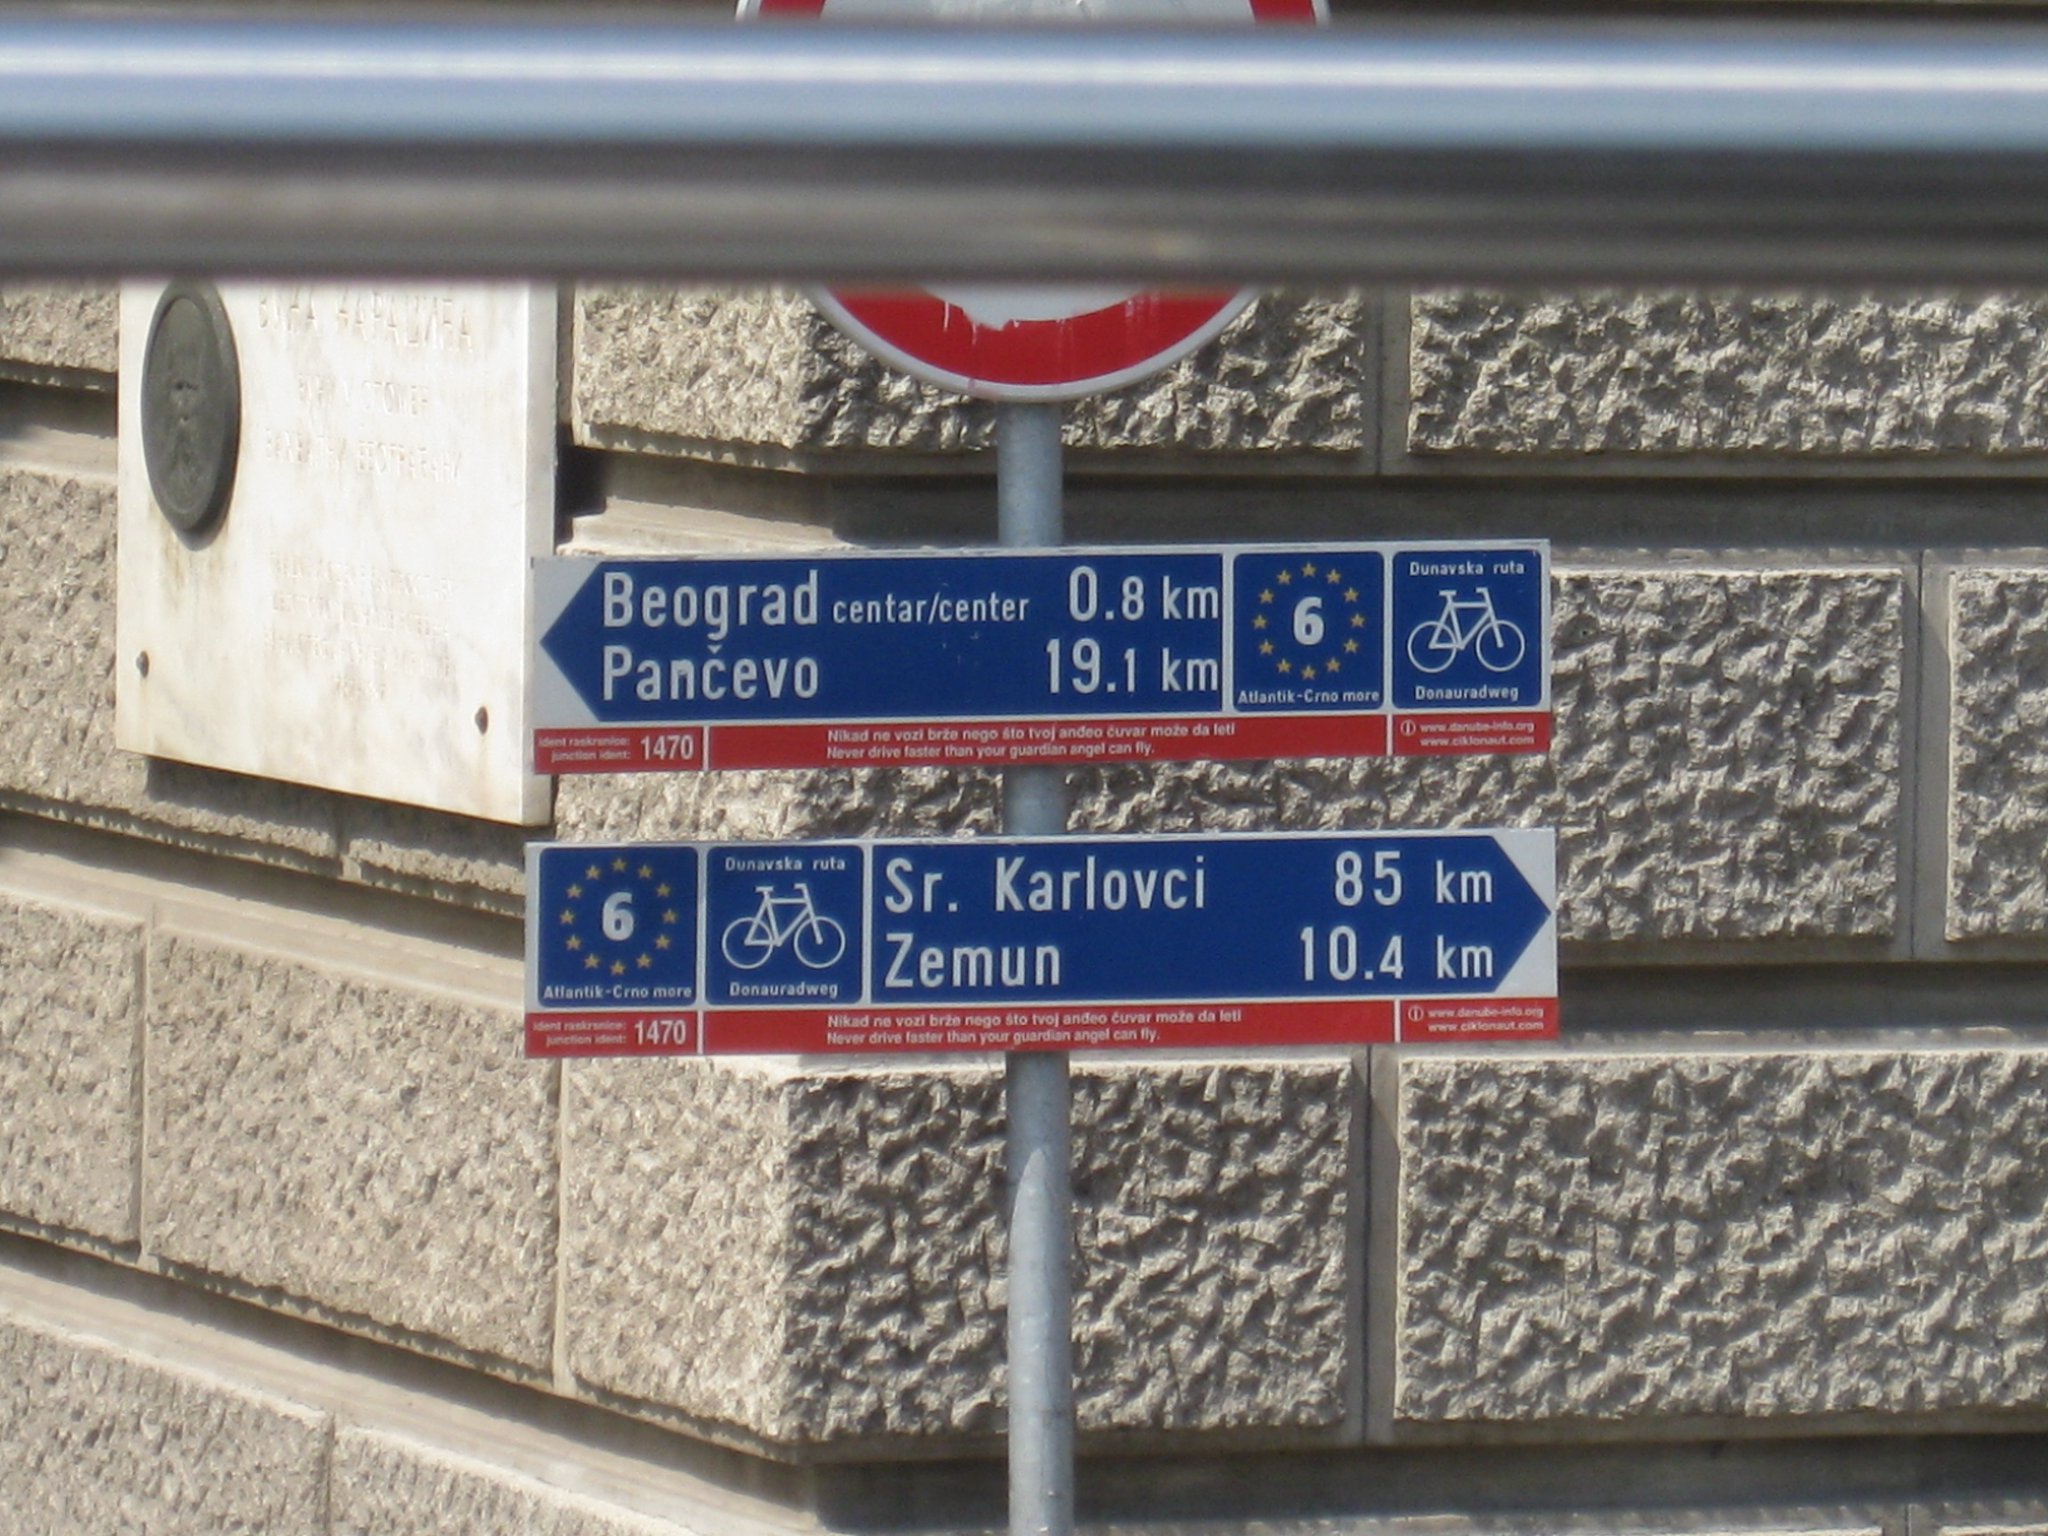 Beograd centar/center 0.8 km
Pančevo 19.1 km
6
Atlantik-Crno more
Dunavska ruta
Donauradweg
ident raskrsnice:
junction ident: 1470
Nikad ne vozi brže nego što tvoj anđeo čuvar može da leti
Never drive faster than your guardian angel can fly.
www.danube-info.org
www.ciklonaut.com
6
Atlantik-Crno more
Dunavska ruta
Donauradweg
Sr. Karlovci 85 km
Zemun 10.4 km
ident raskrsnice:
junction ident: 1470
Nikad ne vozi brže nego što tvoj anđeo čuvar može da leti
Never drive faster than your guardian angel can fly.
www.danube-info.org
www.ciklonaut.com